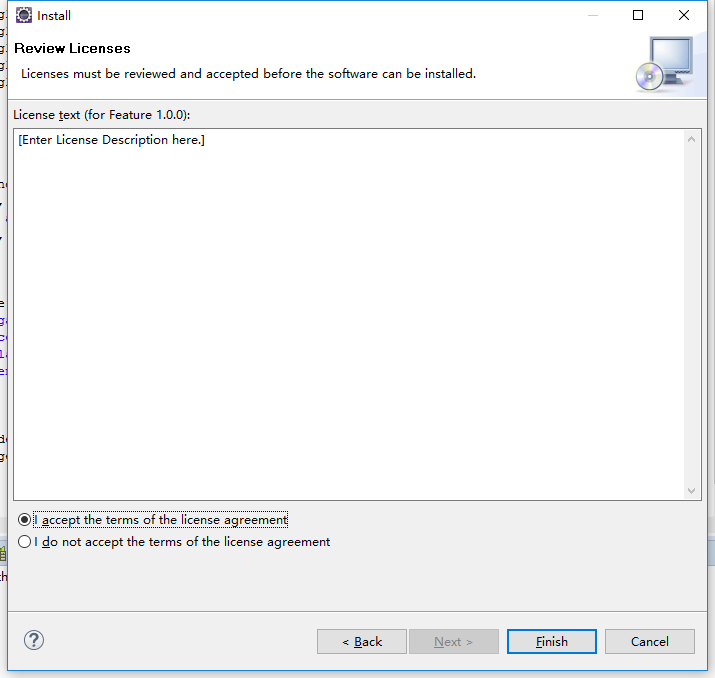 Install
Review Licenses
Licenses must be reviewed and accepted before the software can be installed.
License text (for Feature 1.0.0):
[Enter License Description here.]
I accept the terms of the license agreement
I do not accept the terms of the license agreement
?
< Back
Next >
Finish
Cancel